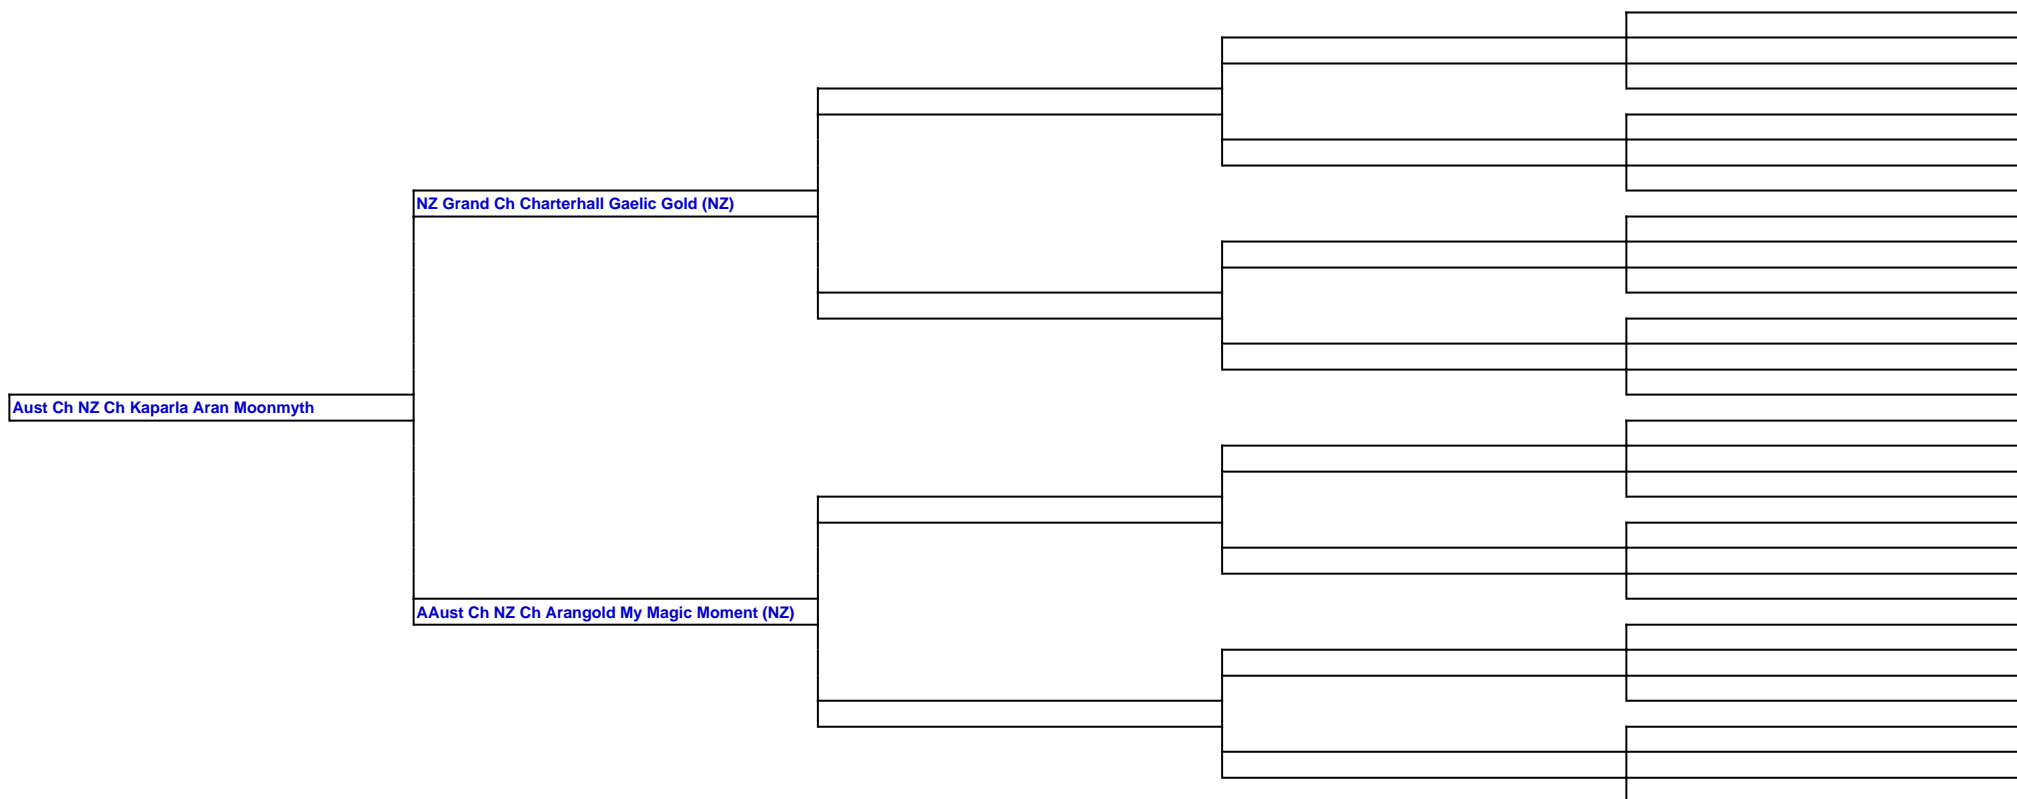 NZ Grand Ch Charterhall Gaelic Gold (NZ)
Aust Ch NZ Ch Kaparla Aran Moonmyth
AAust Ch NZ Ch Arangold My Magic Moment (NZ)